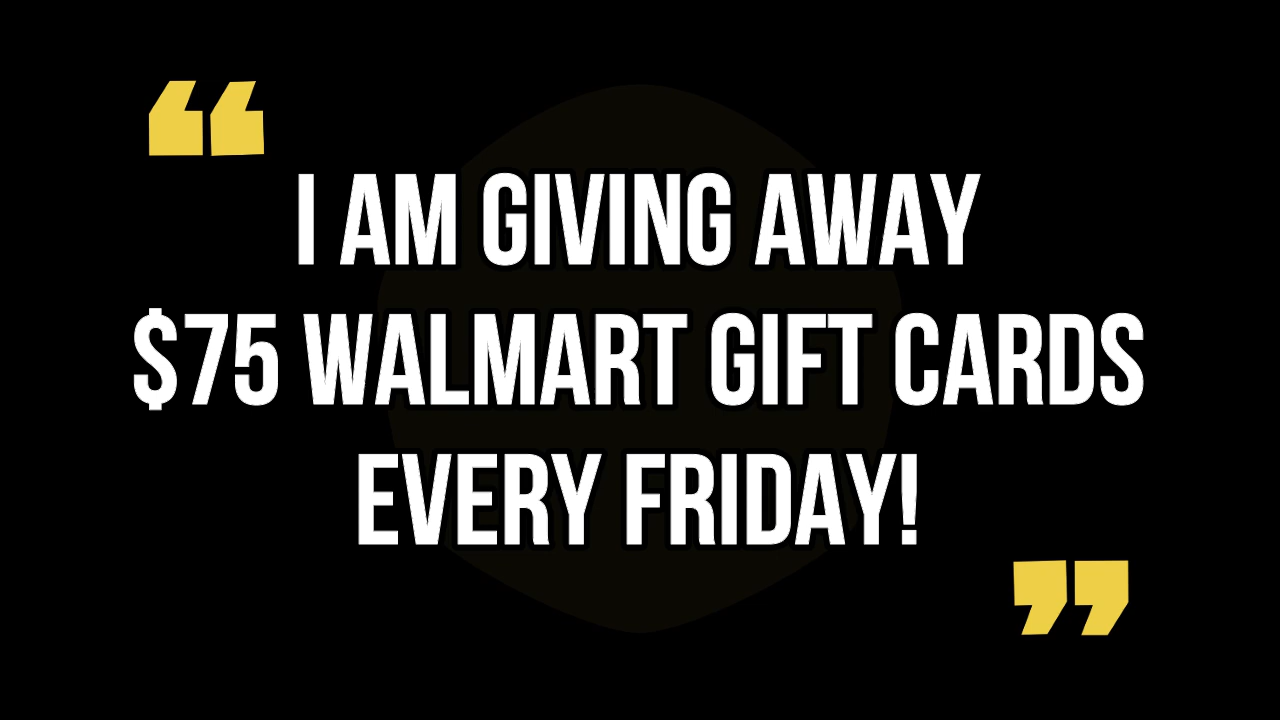 “
I AM GIVING AWAY
$75 WALMART GIFT CARDS
EVERY FRIDAY!
”